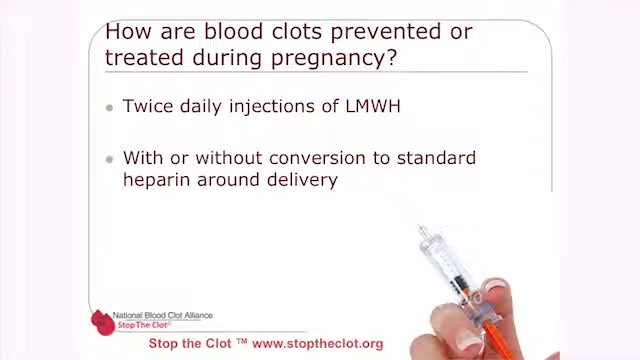 How are blood clots prevented or
treated during pregnancy?
Twice daily injections of LMWH
With or without conversion to standard
heparin around delivery
National Blood Clot Alliance
Stop The Clot®
Stop the Clot ™ www.stoptheclot.org